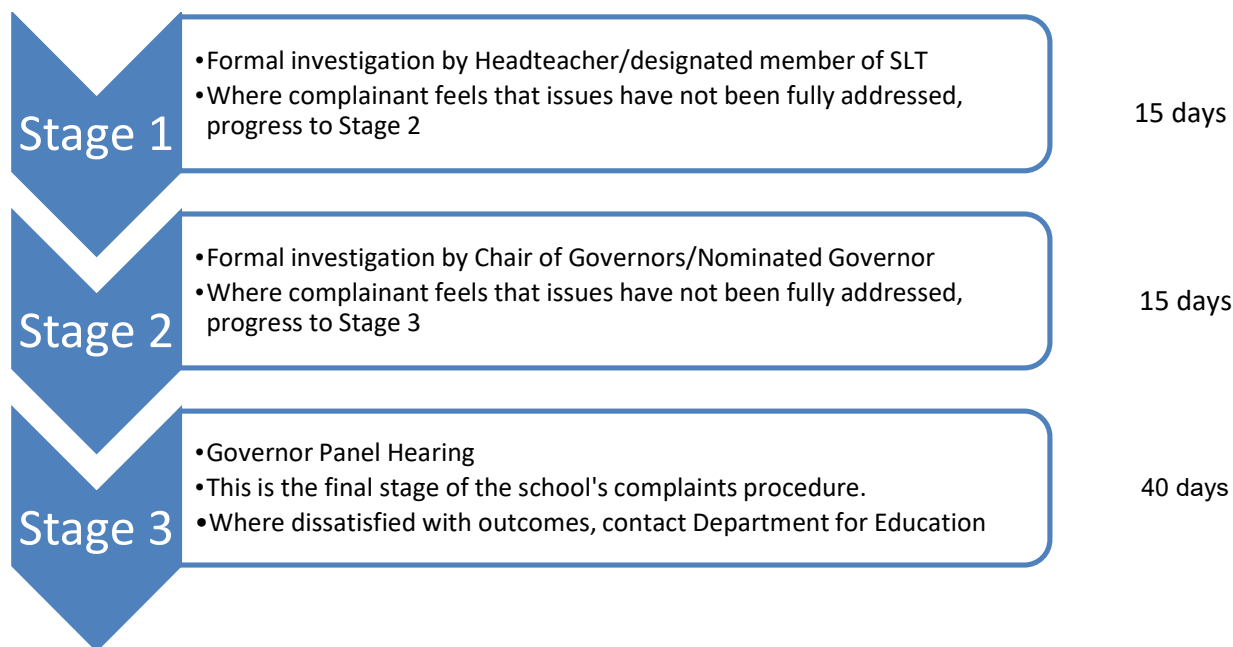 Stage 1
•Formal investigation by Headteacher/designated member of SLT
•Where complainant feels that issues have not been fully addressed,
progress to Stage 2
15 days
Stage 2
•Formal investigation by Chair of Governors/Nominated Governor
•Where complainant feels that issues have not been fully addressed,
progress to Stage 3
15 days
Stage 3
•Governor Panel Hearing
•This is the final stage of the school's complaints procedure.
•Where dissatisfied with outcomes, contact Department for Education
40 days